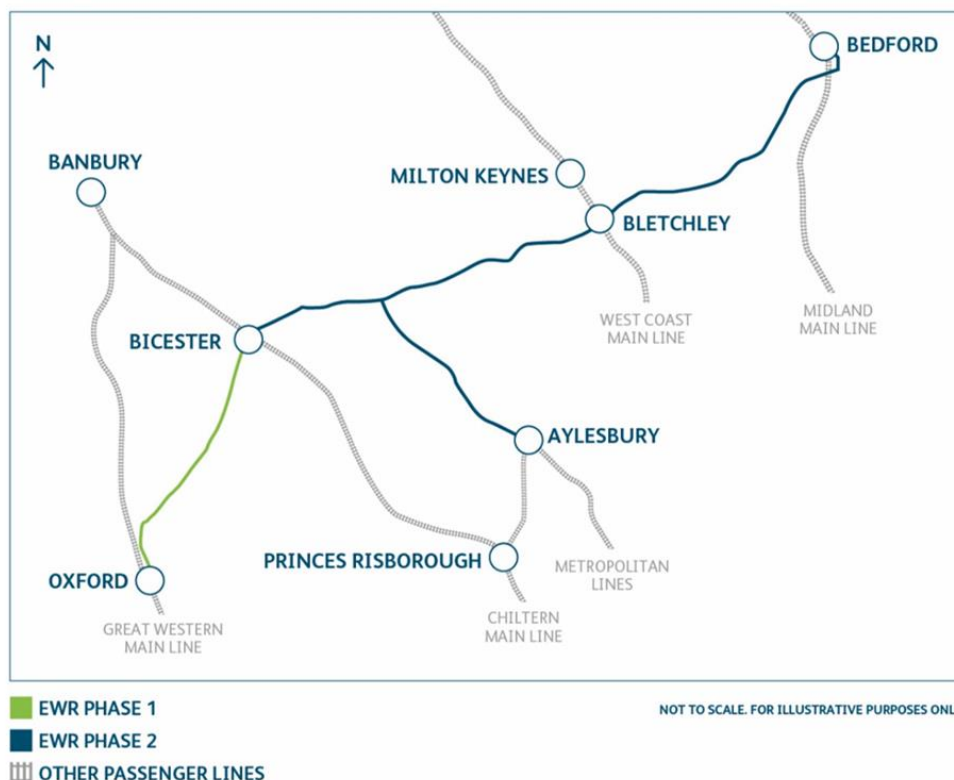 N
BEDFORD
BANBURY
MILTON KEYNES
BLETCHLEY
WEST COAST
MAIN LINE
MIDLAND
MAIN LINE
BICESTER
AYLESBURY
PRINCES RISBOROUGH
METROPOLITAN
LINES
OXFORD
CHILTERN
MAIN LINE
GREAT WESTERN
MAIN LINE
EWR PHASE 1
NOT TO SCALE. FOR ILLUSTRATIVE PURPOSES ONL
EWR PHASE 2
OTHER PASSENGER LINES